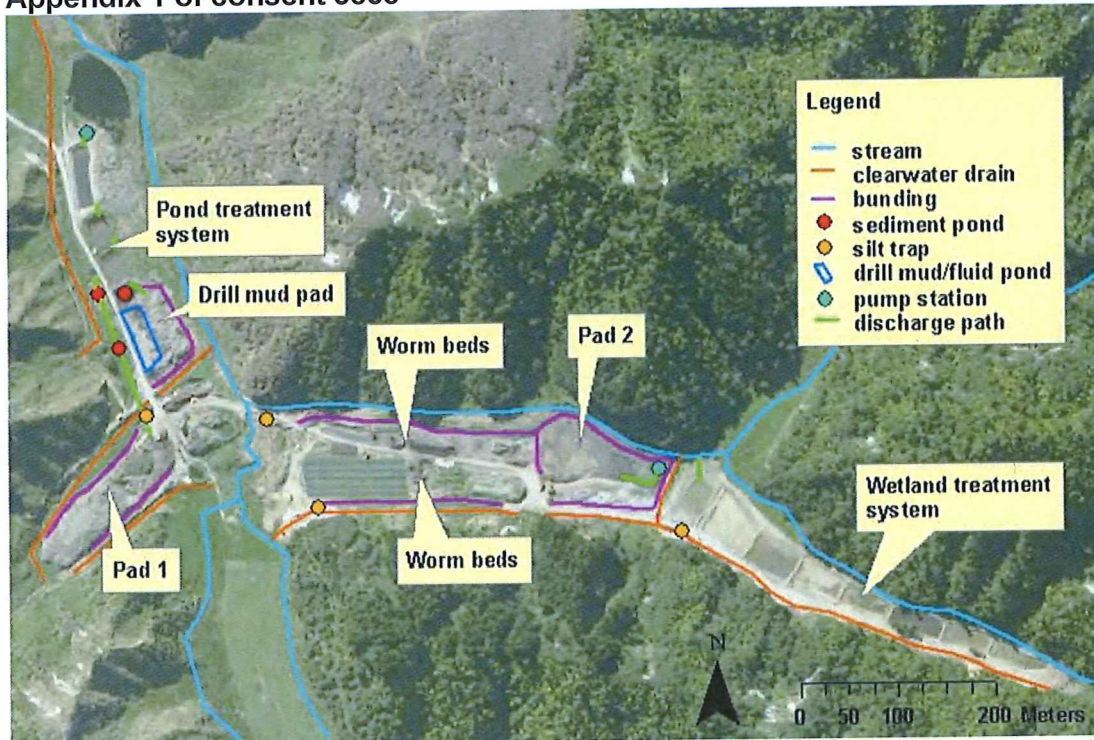 Pond treatment
system
Drill mud pad
Worm beds
Pad 2
Legend
stream
clearwater drain
bunding
sediment pond
silt trap
drill mud/fluid pond
pump station
discharge path
Wetland treatment
system
Worm beds
Pad 1
N
0 50 100 200 Meters